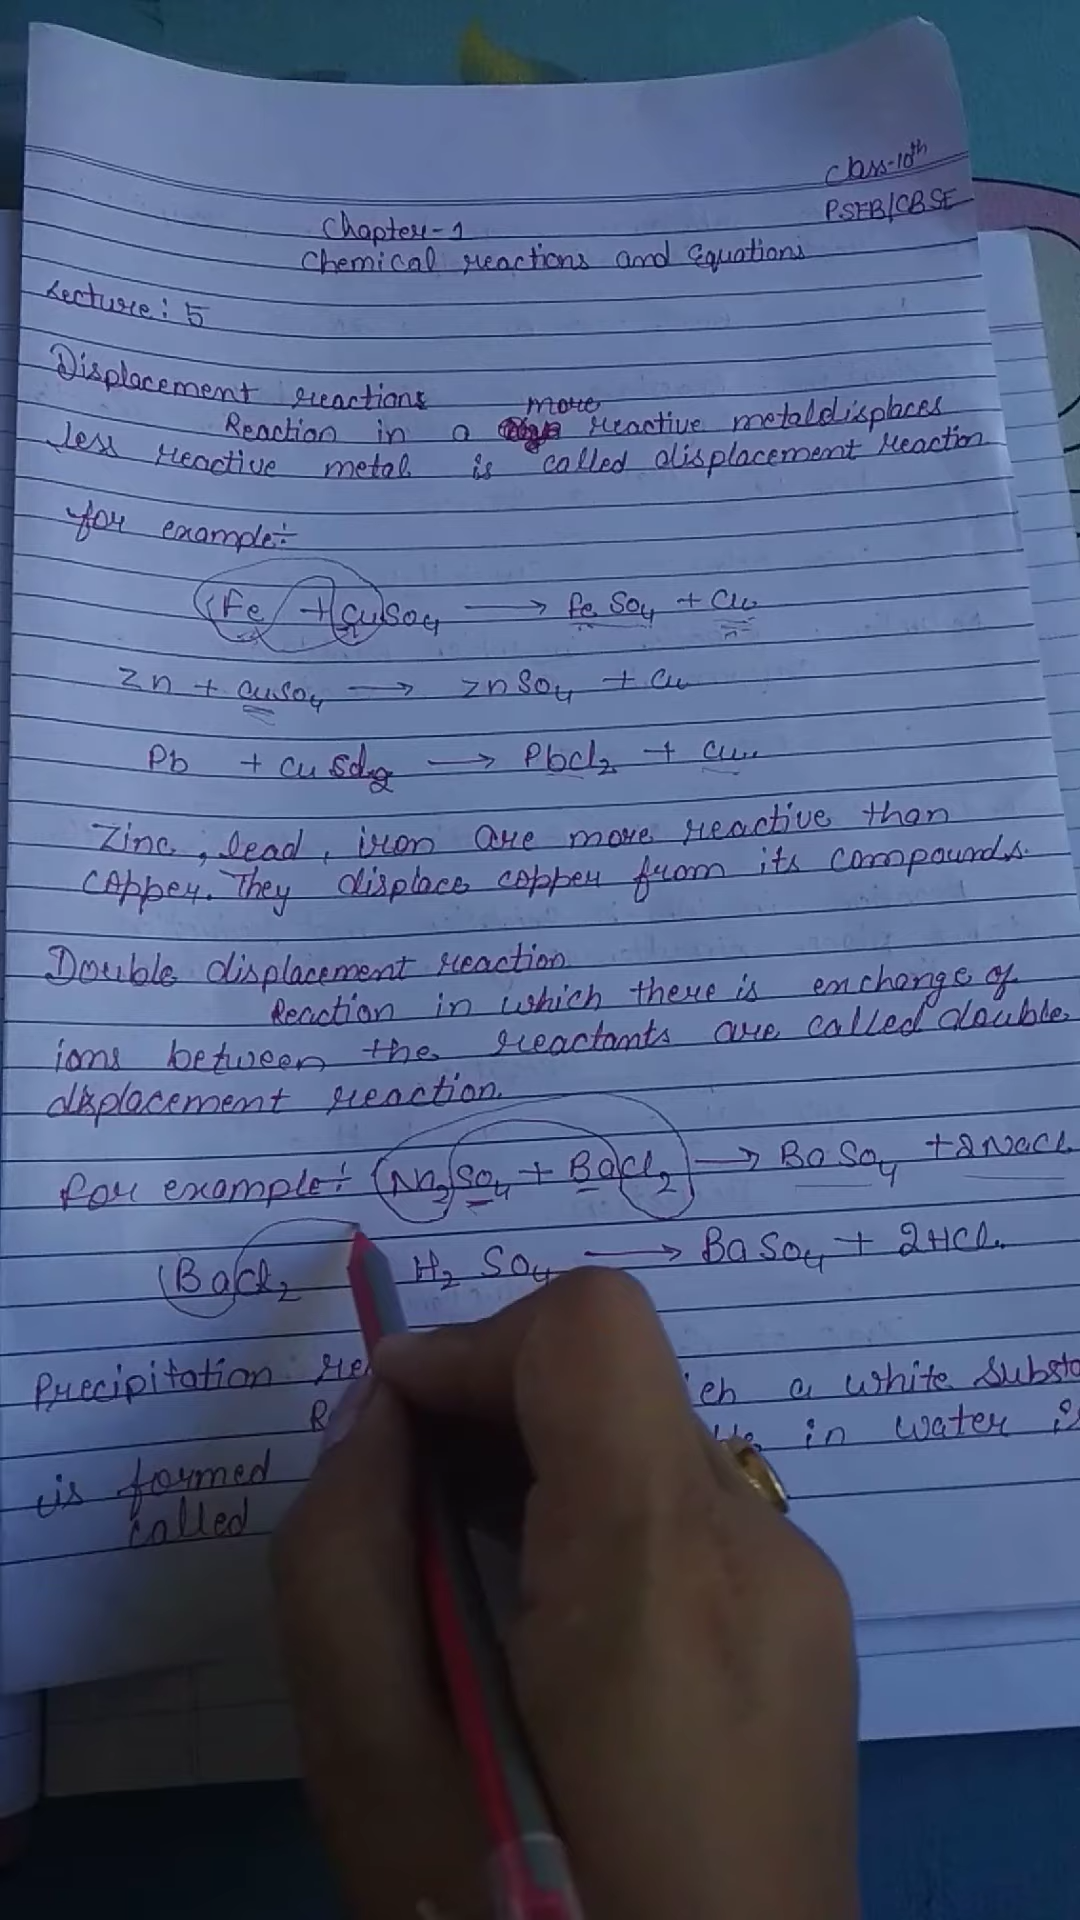 Class-10th
PSEB/CBSE
Chapter-1
Chemical reactions and Equations
Lecture: 5
Displacement reactions
more
Reaction in a reactive metal displaces
less reactive metal is called displacement reaction
for example:-
Fe + CuSO4 → FeSO4 + Cu
Zn + CuSO4 → ZnSO4 + Cu
Pb + Cu → PbCl2 + Cu
Zinc, lead, iron are more reactive than
copper. They displace copper from its compounds.
Double displacement reaction
Reaction in which there is exchange of
ions between the reactants are called double
displacement reaction.
for example:- Na2SO4 + BaCl2 → BaSO4 + 2NaCl
BaCl2 H2SO4 → BaSO4 + 2HCl.
Precipitation a white
in water is
is formed
called